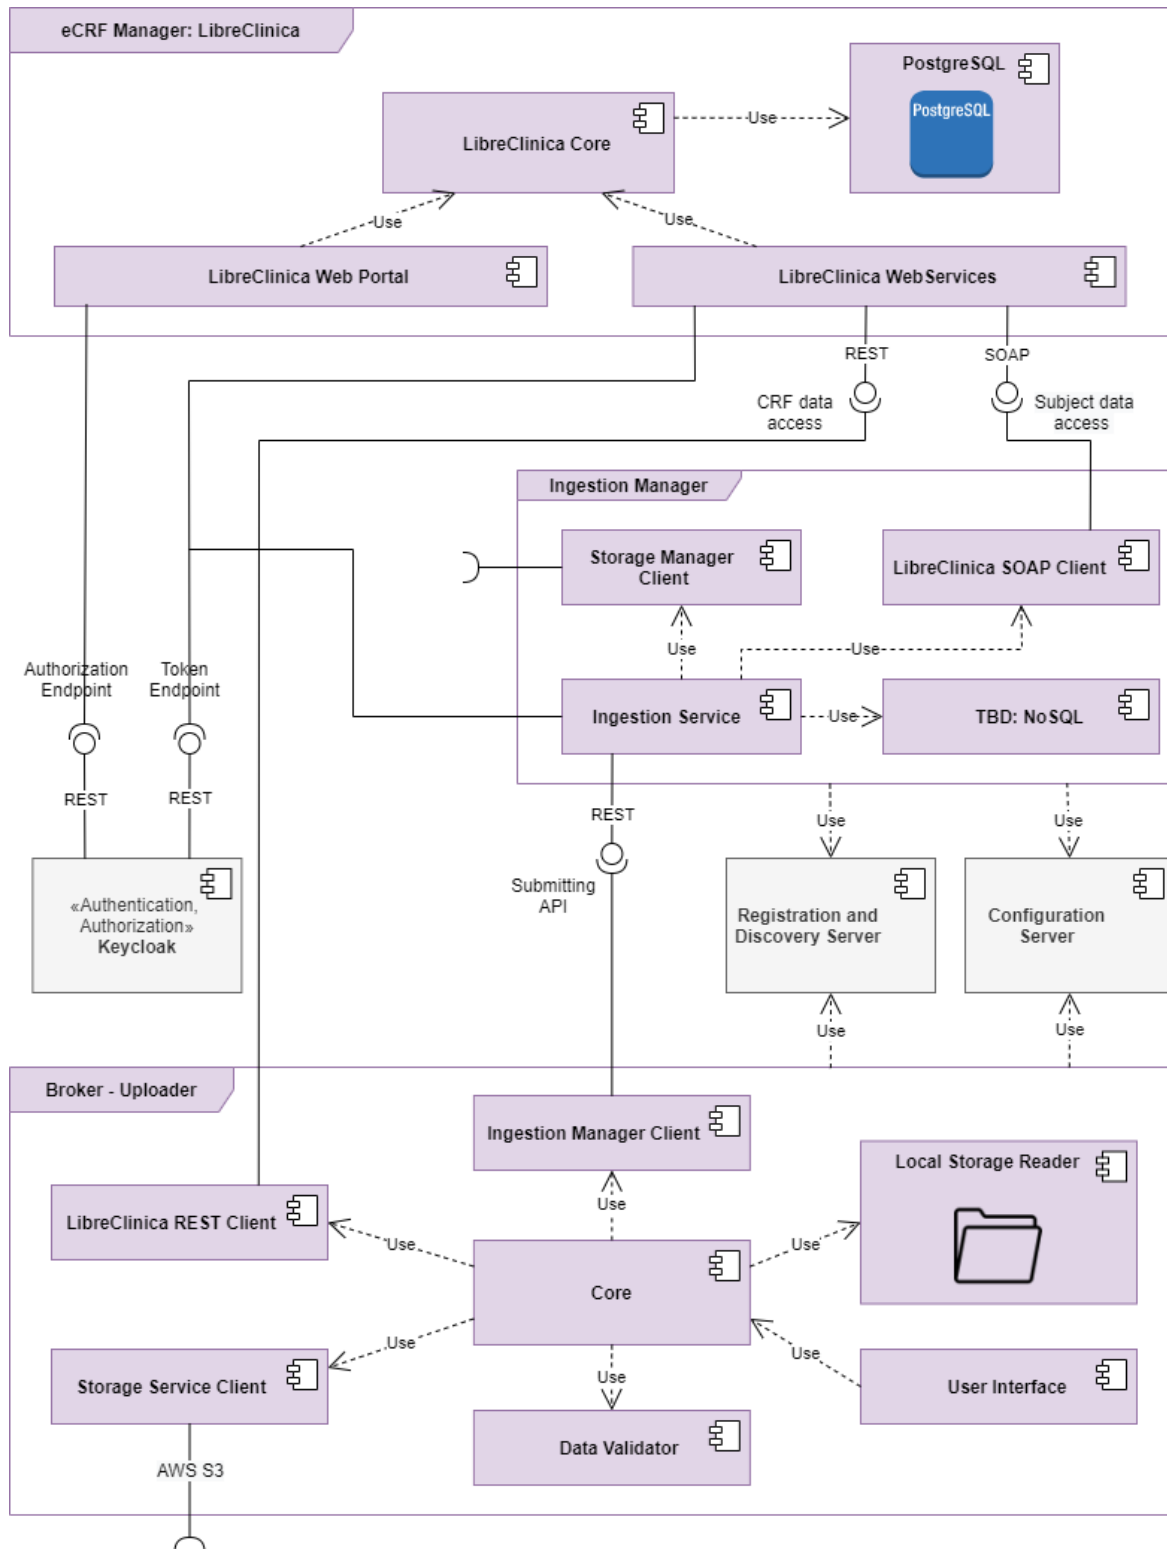 eCRF Manager: LibreClinica
PostgreSQL
PostgreSQL
LibreClinica Core
Use
Use
Use
LibreClinica Web Portal
LibreClinica WebServices
REST
SOAP
CRF data
access
Subject data
access
Ingestion Manager
Storage Manager
Client
LibreClinica SOAP Client
Use
Use
Authorization
Endpoint
Token
Endpoint
Ingestion Service
Use
TBD: NoSQL
REST
REST
REST
Use
Use
Submitting
API
«Authentication,
Authorization»
Keycloak
Registration and
Discovery Server
Configuration
Server
Use
Use
Broker - Uploader
Ingestion Manager Client
Local Storage Reader
LibreClinica REST Client
Use
Use
Use
Core
Use
Use
Use
Storage Service Client
User Interface
Data Validator
AWS S3